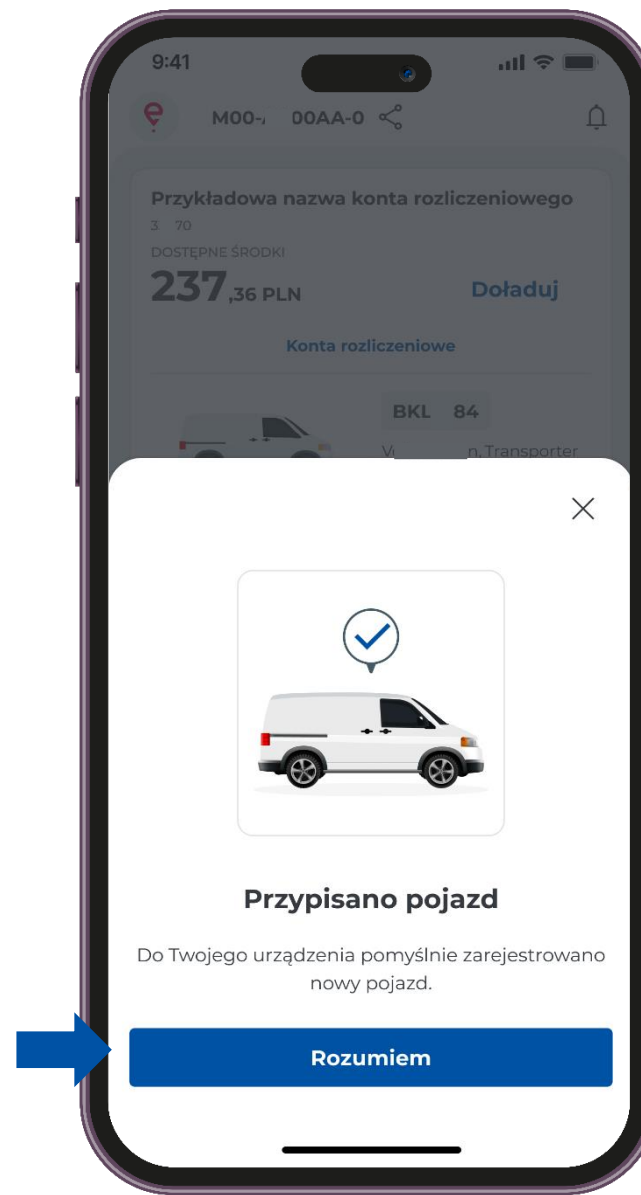 9:41
M00- 00AA-0
Przykładowa nazwa konta rozliczeniowego
3 70
DOSTĘPNE ŚRODKI
237,36 PLN Doładuj
Konta rozliczeniowe
BKL 84
n, Transporter
Przypisano pojazd
Do Twojego urządzenia pomyślnie zarejestrowano
nowy pojazd.
Rozumiem